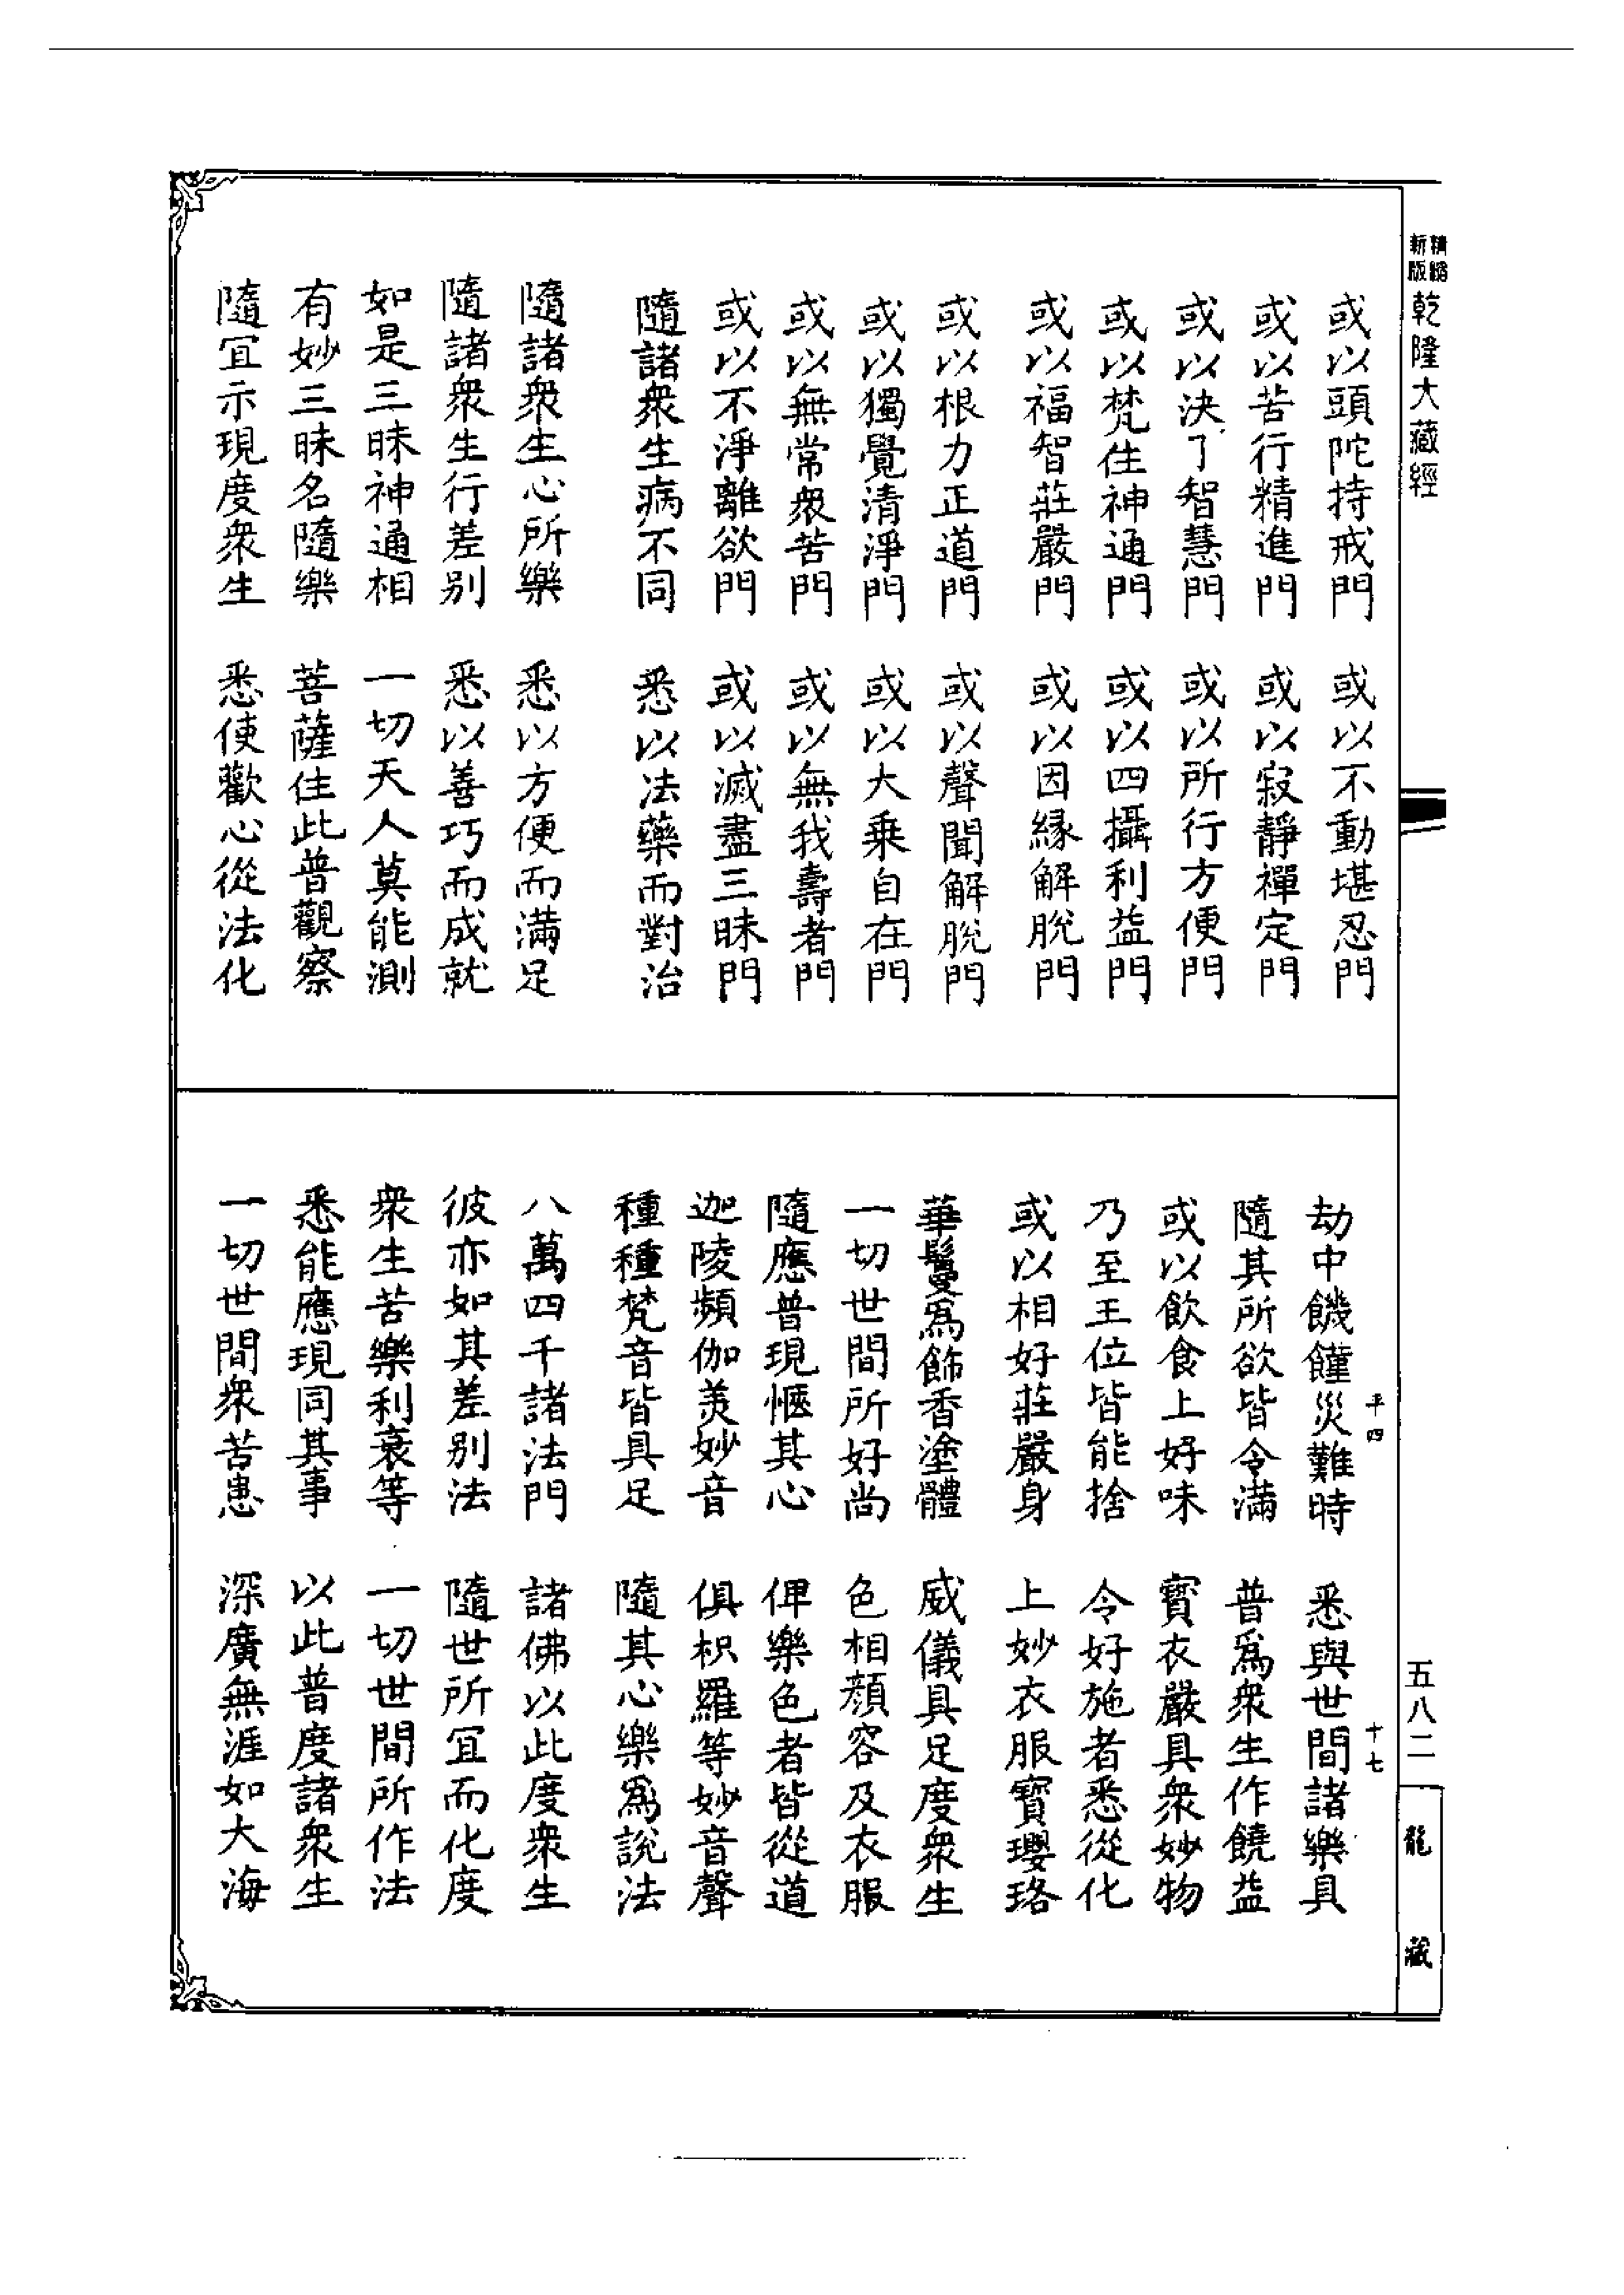 精縮
新版
乾隆大藏經
或以頭陀持戒門　或以不動堪忍門
或以苦行精進門　或以寂靜禪定門
或以決了智慧門　或以所行方便門
或以梵住神通門　或以四攝利益門
或以福智莊嚴門　或以因緣解脫門
或以根力正道門　或以聲聞解脫門
或以獨覺清淨門　或以大乘自在門
或以無常衆苦門　或以無我壽者門
或以不淨離欲門　或以滅盡三昧門
隨諸衆生病不同　悉以法藥而對治
隨諸衆生心所樂　悉以方便而滿足
隨諸衆生行差别　悉以善巧而成就
如是三昧神通相　一切天人莫能測
有妙三昧名隨樂　菩薩住此普觀察
隨冝示現度衆生　悉使歡心從法化
平四　十七
劫中饑饉災難時　悉與世間諸樂具
隨其所欲皆令滿　普爲衆生作饒益
或以飲食上好味　寶衣嚴具衆妙物
乃至王位皆能捨　令好施者悉從化
或以相好莊嚴身　上妙衣服寶瓔珞
華鬘爲飾香塗體　威儀具足度衆生
一切世間所好尚　色相顏容及衣服
隨應普現愜其心　俾樂色者皆從道
迦陵頻伽美妙音　俱枳羅等妙音聲
種種梵音皆具足　隨其心樂爲說法
八萬四千諸法門　諸佛以此度衆生
彼亦如其差别法　隨世所冝而化度
衆生苦樂利衰等　一切世間所作法
悉能應現同其事　以此普度諸衆生
一切世間衆苦患　深廣無涯如大海
五八二
龍藏